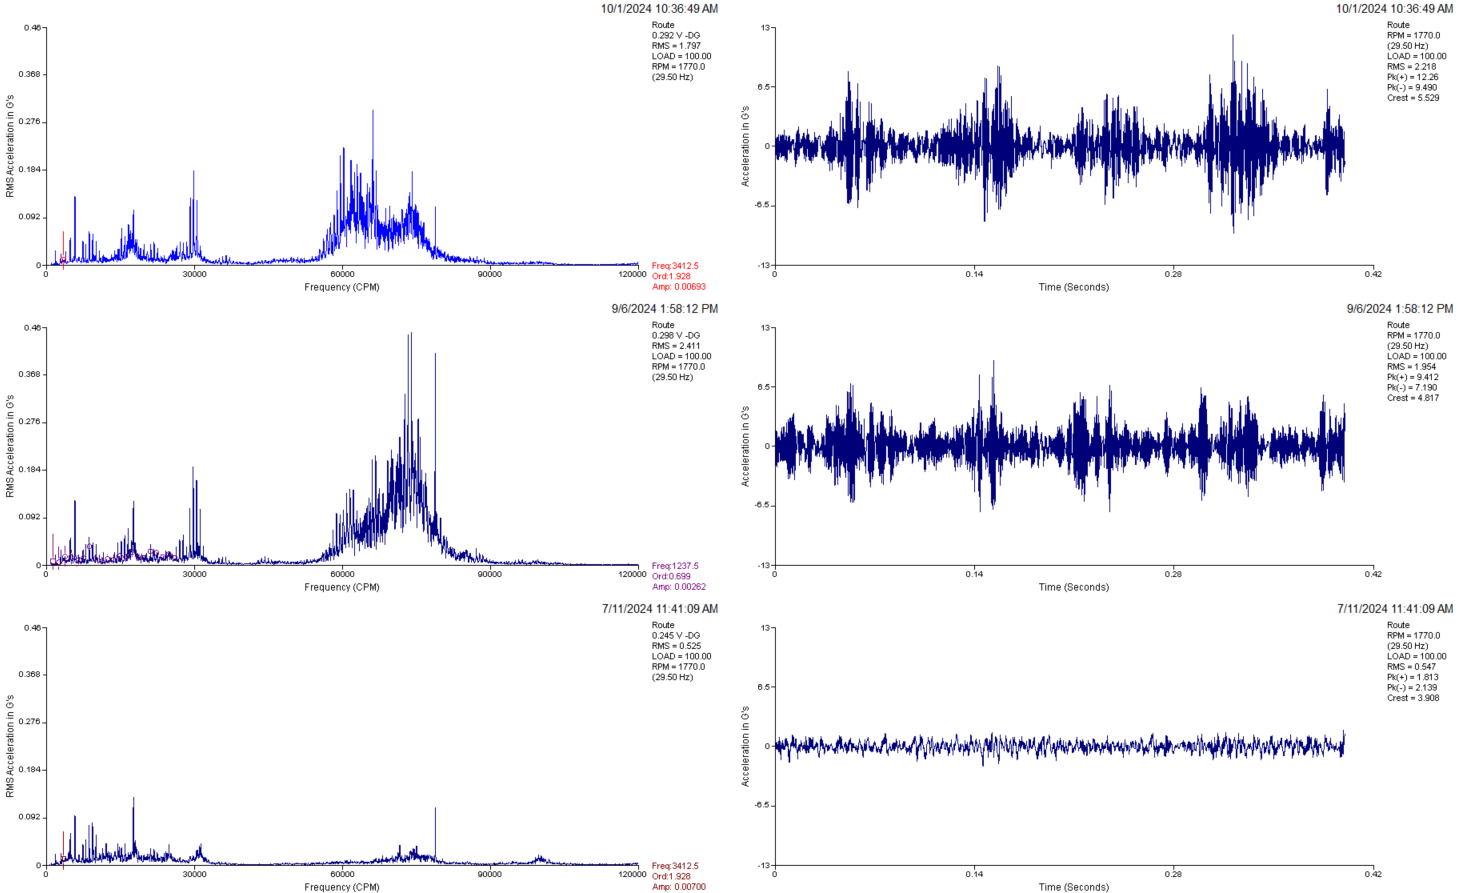 10/1/2024 10:36:49 AM
Route
0.292 V -DG
RMS = 1.797
LOAD = 100.00
RPM = 1770.0
(29.50 Hz)
RMS Acceleration in G's
0.46
0.368
0.276
0.184
0.092
0
0 30000 60000 90000 120000
Frequency (CPM)
Freq:3412.5
Ord:1.928
Amp: 0.00693
10/1/2024 10:36:49 AM
Route
RPM = 1770.0
(29.50 Hz)
LOAD = 100.00
RMS = 2.218
Pk(+) = 12.26
Pk(-) = 9.490
Crest = 5.529
Acceleration in G's
13
6.5
0
-6.5
-13
0 0.14 0.28 0.42
Time (Seconds)
9/6/2024 1:58:12 PM
Route
0.298 V -DG
RMS = 2.411
LOAD = 100.00
RPM = 1770.0
(29.50 Hz)
RMS Acceleration in G's
0.46
0.368
0.276
0.184
0.092
0
0 30000 60000 90000 120000
Frequency (CPM)
Freq:1237.5
Ord:0.699
Amp: 0.00262
9/6/2024 1:58:12 PM
Route
RPM = 1770.0
(29.50 Hz)
LOAD = 100.00
RMS = 1.954
Pk(+) = 9.412
Pk(-) = 7.190
Crest = 4.817
Acceleration in G's
13
6.5
0
-6.5
-13
0 0.14 0.28 0.42
Time (Seconds)
7/11/2024 11:41:09 AM
Route
0.245 V -DG
RMS = 0.525
LOAD = 100.00
RPM = 1770.0
(29.50 Hz)
RMS Acceleration in G's
0.46
0.368
0.276
0.184
0.092
0
0 30000 60000 90000 120000
Frequency (CPM)
Freq:3412.5
Ord:1.928
Amp: 0.00700
7/11/2024 11:41:09 AM
Route
RPM = 1770.0
(29.50 Hz)
LOAD = 100.00
RMS = 0.547
Pk(+) = 1.813
Pk(-) = 2.139
Crest = 3.908
Acceleration in G's
13
6.5
0
-6.5
-13
0 0.14 0.28 0.42
Time (Seconds)